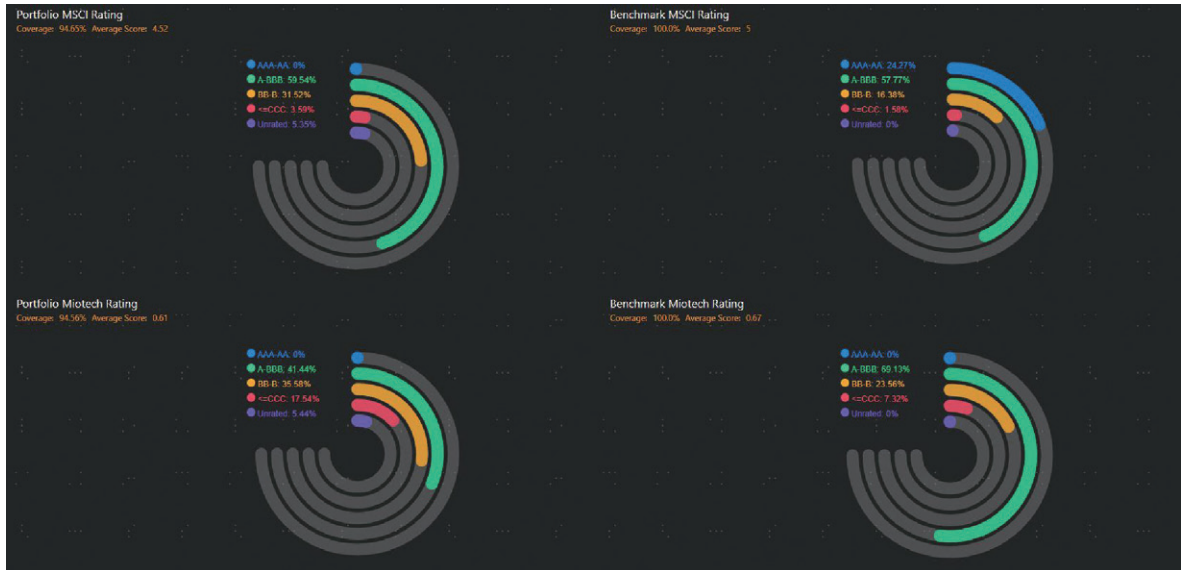 Portfolio MSCI Rating
Coverage: 94.65% Average Score: 4.52
AAA-AA: 0%
A-BBB: 59.54%
BB-B: 31.52%
<=CCC: 3.59%
Unrated: 5.35%
Benchmark MSCI Rating
Coverage: 100.0% Average Score: 5
AAA-AA: 24.27%
A-BBB: 57.77%
BB-B: 16.38%
<=CCC: 1.58%
Unrated: 0%
Portfolio Miotech Rating
Coverage: 94.56% Average Score: 0.61
AAA-AA: 0%
A-BBB: 41.44%
BB-B: 35.58%
<=CCC: 17.54%
Unrated: 5.44%
Benchmark Miotech Rating
Coverage: 100.0% Average Score: 0.67
AAA-AA: 0%
A-BBB: 69.13%
BB-B: 23.56%
<=CCC: 7.32%
Unrated: 0%